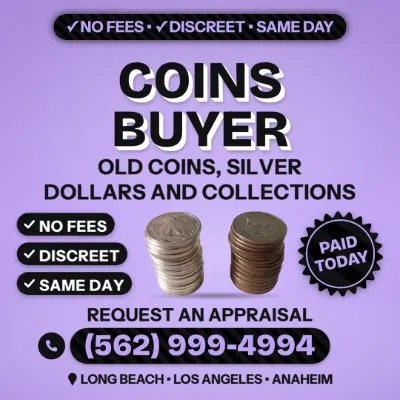 ✓NO FEES • ✓DISCREET • SAME DAY
COINS
BUYER
OLD COINS, SILVER
DOLLARS AND COLLECTIONS
✓ NO FEES
✓ DISCREET
✓ SAME DAY
PAID
TODAY
REQUEST AN APPRAISAL
(562) 999-4994
LONG BEACH • LOS ANGELES • ANAHEIM